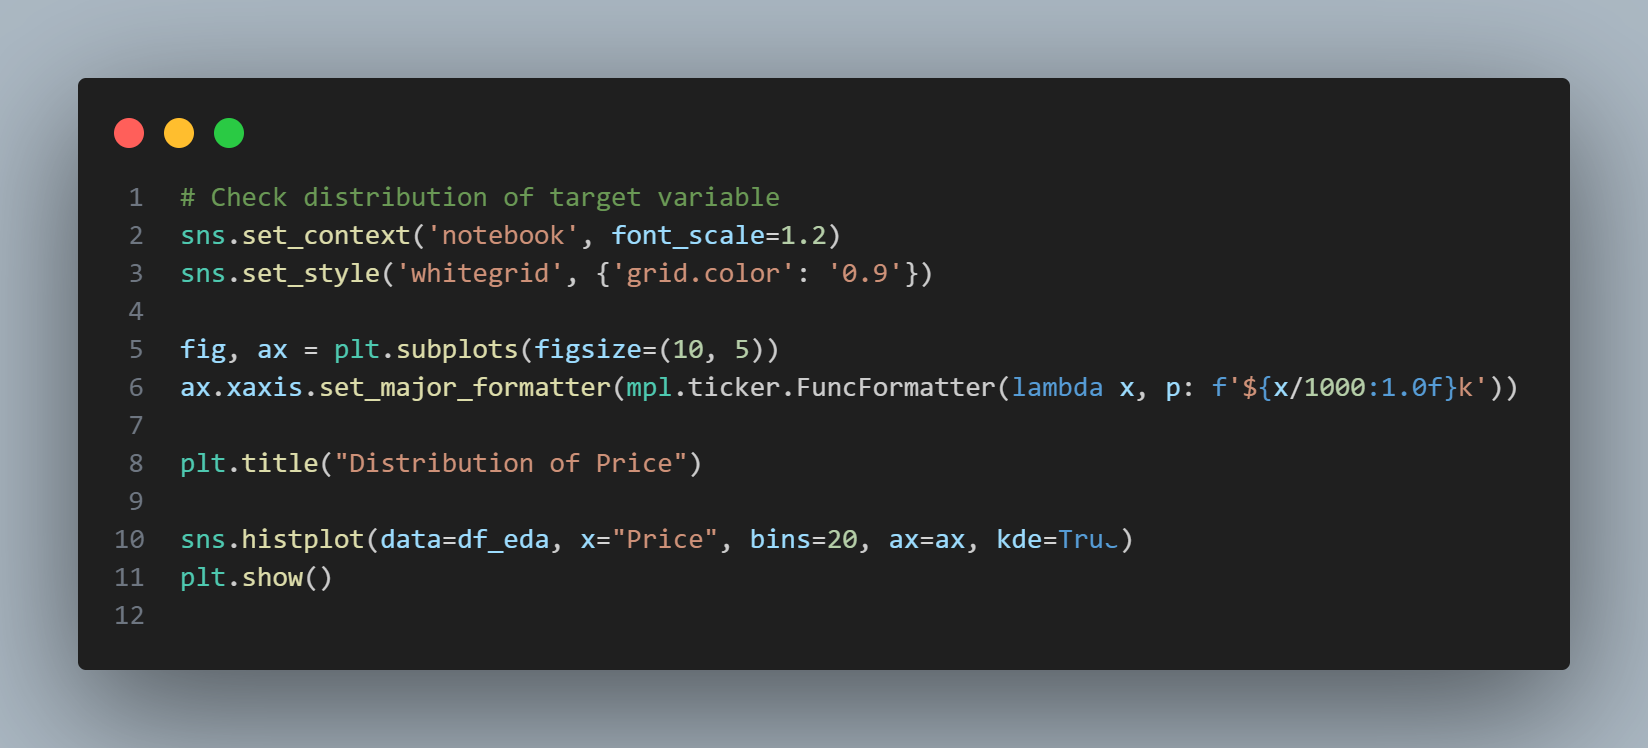 1 # Check distribution of target variable
2 sns.set_context('notebook', font_scale=1.2)
3 sns.set_style('whitegrid', {'grid.color': '0.9'})
4
5 fig, ax = plt.subplots(figsize=(10, 5))
6 ax.xaxis.set_major_formatter(mpl.ticker.FuncFormatter(lambda x, p: f'${x/1000:1.0f}k'))
7
8 plt.title("Distribution of Price")
9
10 sns.histplot(data=df_eda, x="Price", bins=20, ax=ax, kde=)
11 plt.show()
12